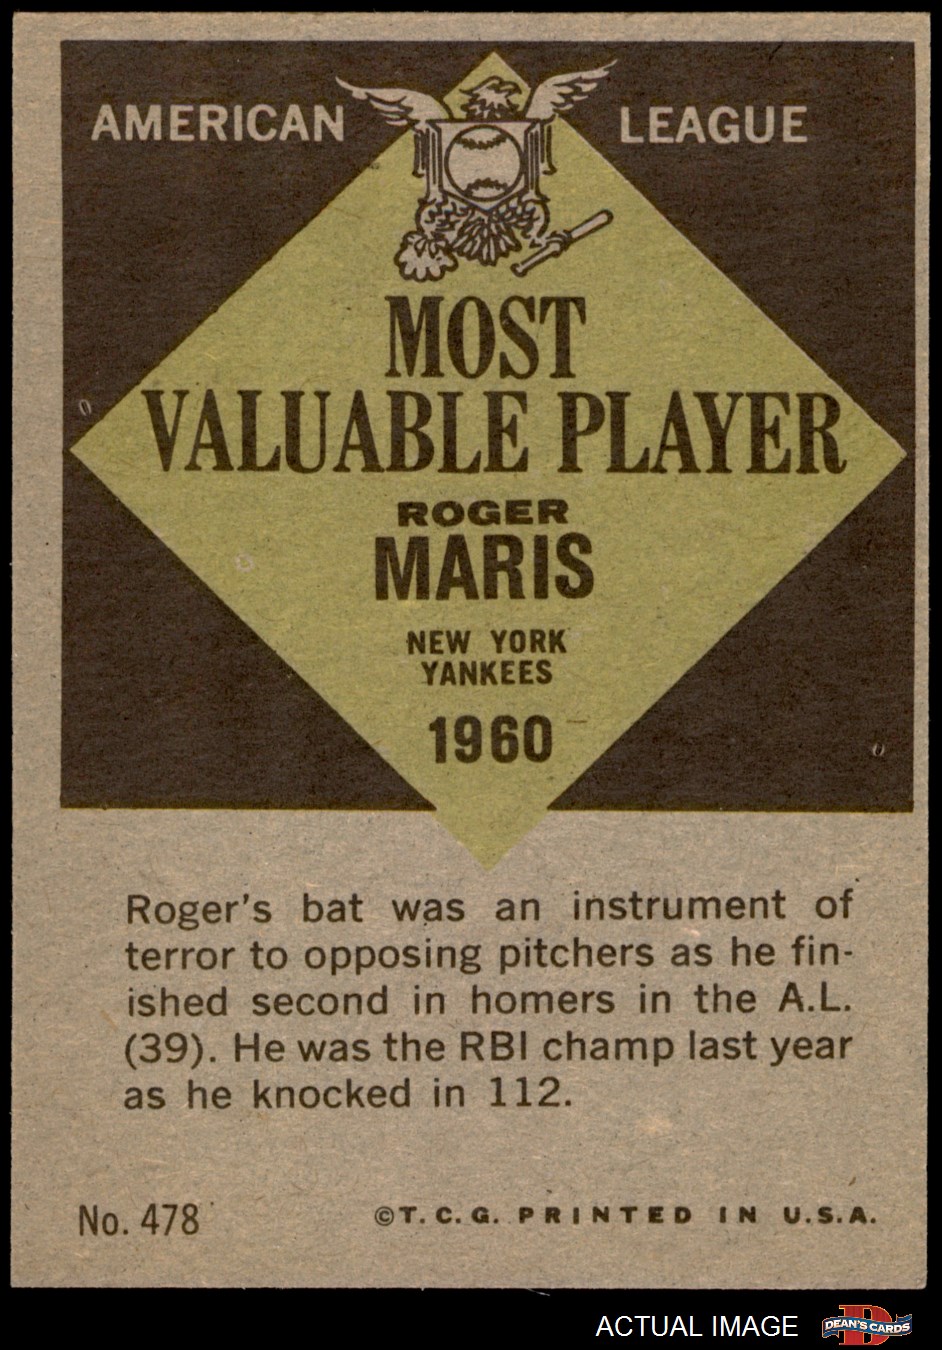 AMERICAN LEAGUE
MOST
VALUABLE PLAYER
ROGER
MARIS
NEW YORK
YANKEES
1960
Roger's bat was an instrument of
terror to opposing pitchers as he fin-
ished second in homers in the A.L.
(39). He was the RBI champ last year
as he knocked in 112.
No. 478 ©T.C.G. PRINTED IN U.S.A.
ACTUAL IMAGE DEAN'S CARDS